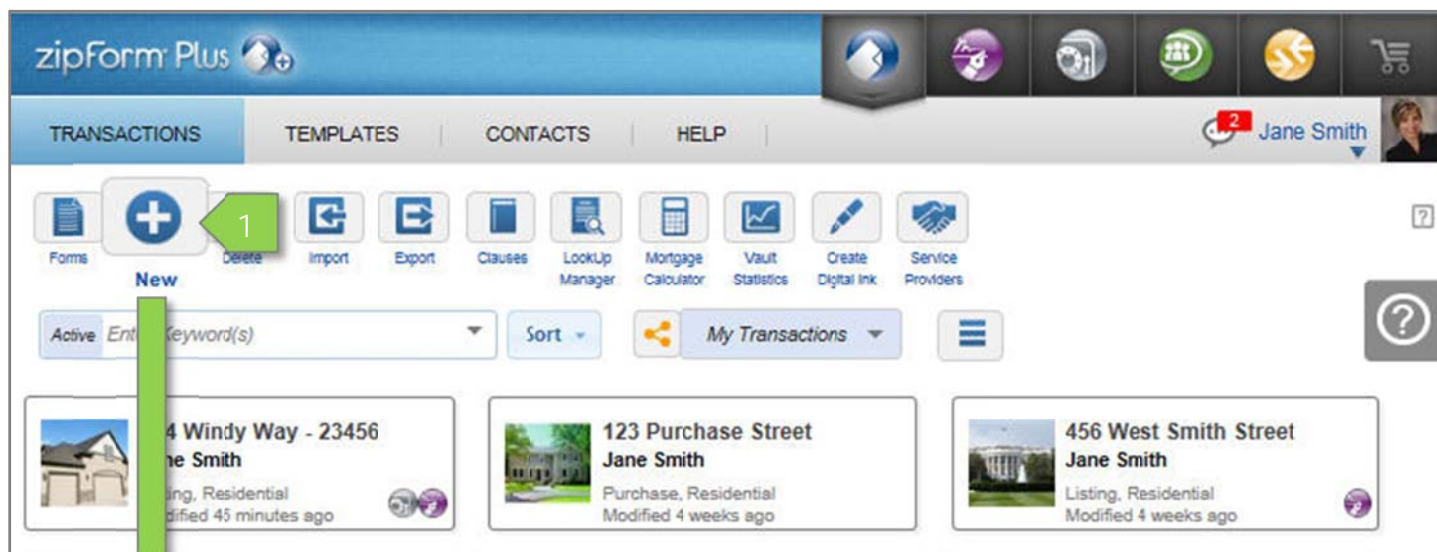 zipForm Plus
TRANSACTIONS TEMPLATES CONTACTS HELP 2 Jane Smith
1
Forms New Delete Import Export Clauses LookUp Manager Mortgage Calculator Vault Statistics Create Digital Ink Service Providers
?
?
Active Keyword(s) Sort My Transactions
4 Windy Way - 23456
Smith
Residential
45 minutes ago
123 Purchase Street
Jane Smith
Purchase, Residential
Modified 4 weeks ago
456 West Smith Street
Jane Smith
Listing, Residential
Modified 4 weeks ago